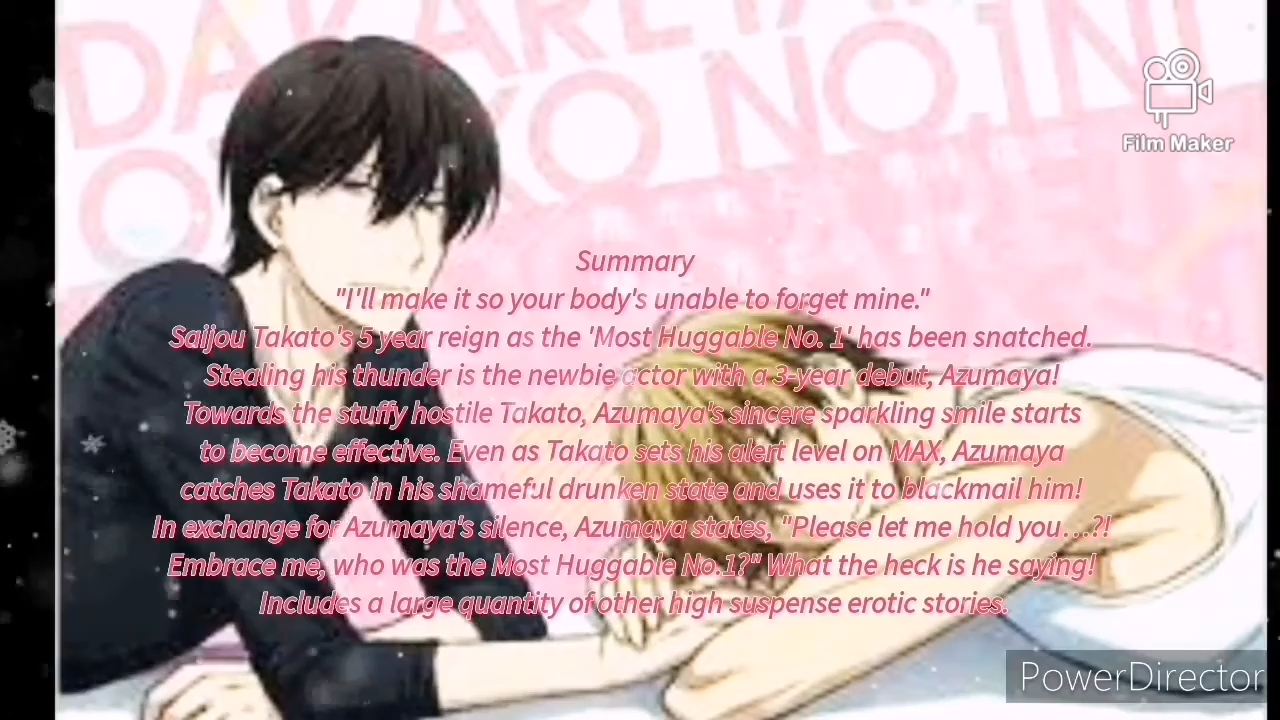 DAKARETAI
OTOKO NO.1 NI
Film Maker
Summary
"I'll make it so your body's unable to forget mine."
Saijou Takato's 5 year reign as the 'Most Huggable No. 1' has been snatched.
Stealing his thunder is the newbie actor with a 3-year debut, Azumaya!
Towards the stuffy hostile Takato, Azumaya's sincere sparkling smile starts
to become effective. Even as Takato sets his alert level on MAX, Azumaya
catches Takato in his shameful drunken state and uses it to blackmail him!
In exchange for Azumaya's silence, Azumaya states, "Please let me hold you…?!
Embrace me, who was the Most Huggable No.1?" What the heck is he saying!
Includes a large quantity of other high suspense erotic stories.
PowerDirector